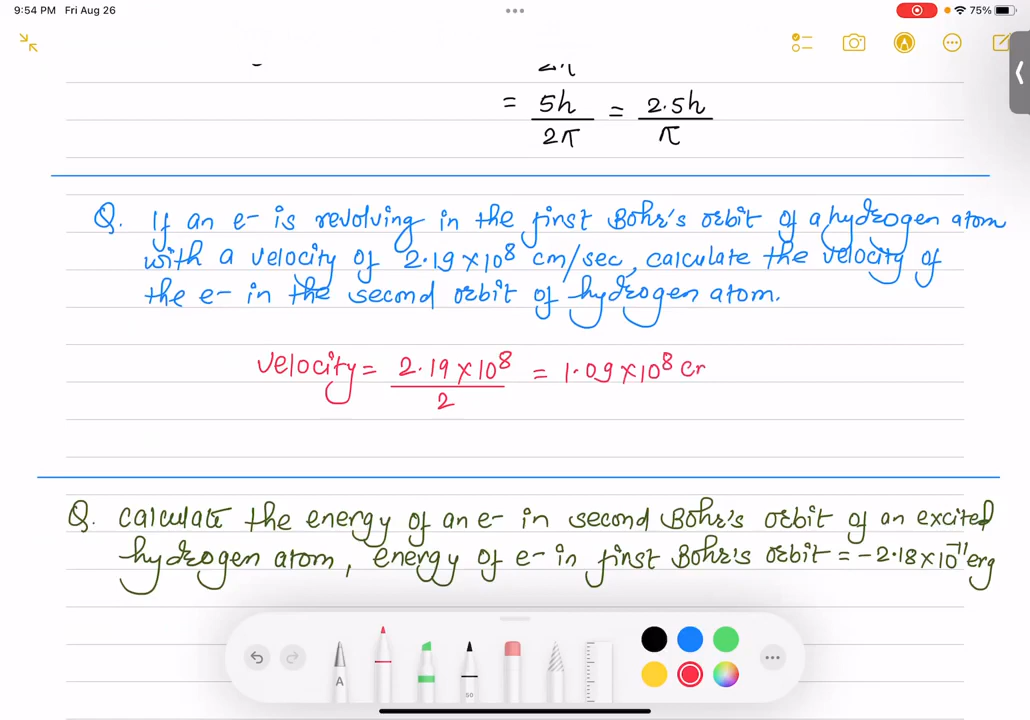 9:54 PM Fri Aug 26 75%
= 5h/2π = 2.5h/π
Q. If an e- is revolving in the first Bohr's orbit of a hydrogen atom
with a velocity of 2.19×10⁸ cm/sec, calculate the velocity of
the e- in the second orbit of hydrogen atom.
velocity = 2.19×10⁸/2 = 1.09×10⁸ cr
Q. calculate the energy of an e- in second Bohr's orbit of an excited
hydrogen atom, energy of e- in first Bohr's orbit = -2.18×10⁻¹¹ erg
A 50